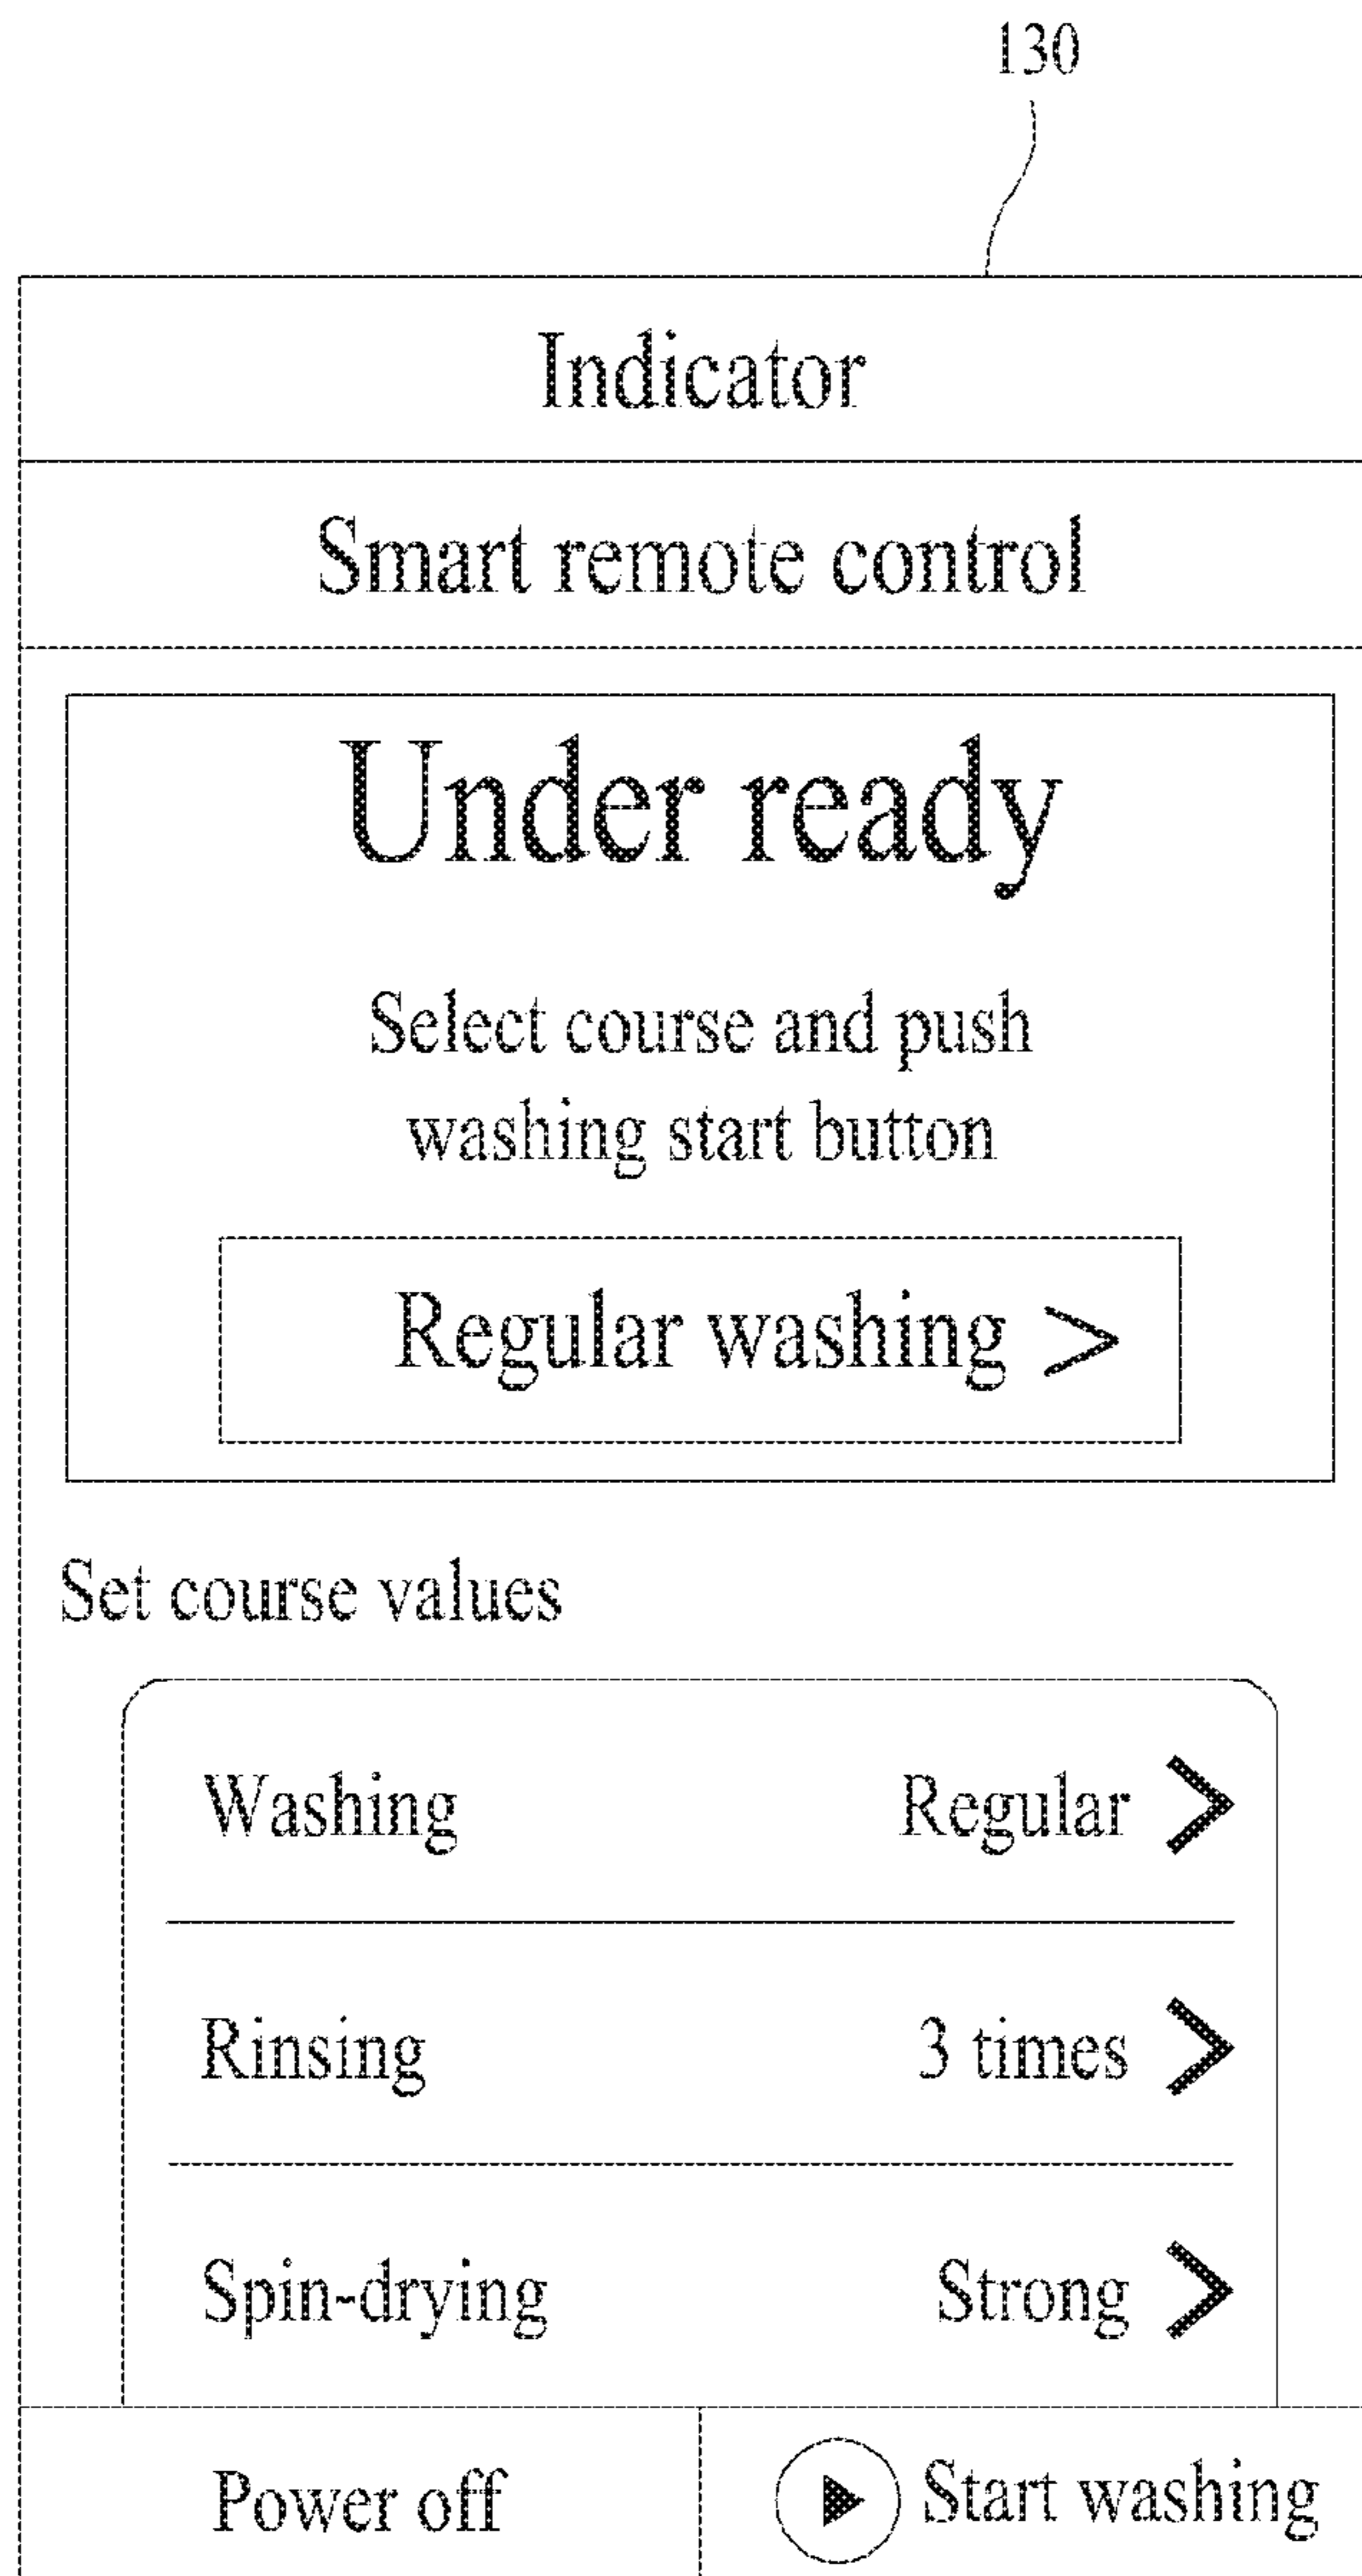 130
Indicator
Smart remote control
Under ready
Select course and push
washing start button
Regular washing >
Set course values
Washing Regular >
Rinsing 3 times >
Spin-drying Strong >
Power off Start washing